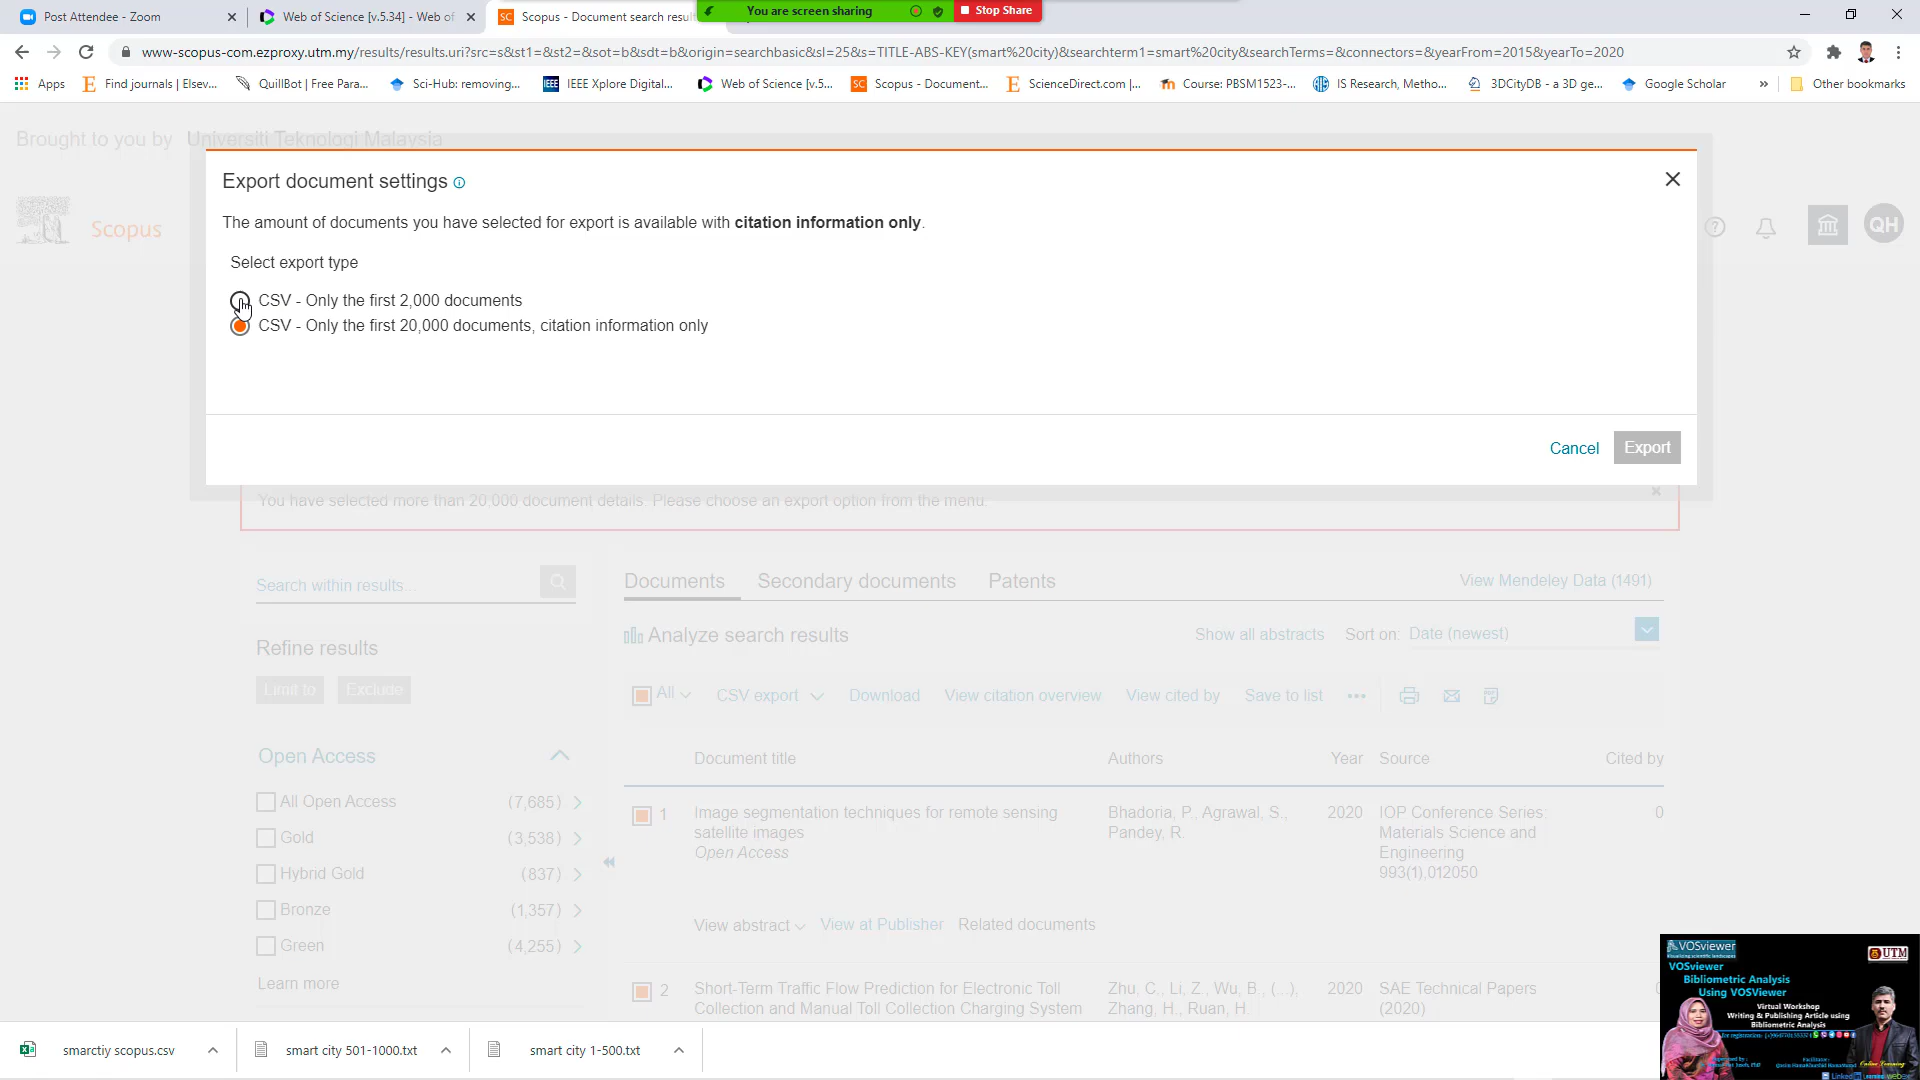 Post Attendee - Zoom
Web of Science [v.5.34] - Web of
Scopus - Document search resul
You are screen sharing
Stop Share
www-scopus-com.ezproxy.utm.my/results/results.uri?src=s&st1=&st2=&sot=b&sdt=b&origin=searchbasic&sl=25&s=TITLE-ABS-KEY(smart%20city)&searchterm1=smart%20city&searchTerms=&connectors=&yearFrom=2015&yearTo=2020
Apps
Find journals | Elsev...
QuillBot | Free Para...
Sci-Hub: removing...
IEEE Xplore Digital...
Web of Science [v.5...
Scopus - Document...
ScienceDirect.com |...
Course: PBSM1523-...
IS Research, Metho...
3DCityDB - a 3D ge...
Google Scholar
»
Other bookmarks
Brought to you by Universiti Teknologi Malaysia
Scopus
QH
Export document settings
The amount of documents you have selected for export is available with citation information only.
Select export type
CSV - Only the first 2,000 documents
CSV - Only the first 20,000 documents, citation information only
Cancel
Export
You have selected more than 20,000 document details. Please choose an export option from the menu.
Search within results...
Documents
Secondary documents
Patents
View Mendeley Data (1491)
Refine results
Analyze search results
Show all abstracts
Sort on: Date (newest)
Limit to
Exclude
All
CSV export
Download
View citation overview
View cited by
Save to list
Open Access
Document title
Authors
Year
Source
Cited by
All Open Access (7,685)
Gold (3,538)
Hybrid Gold (837)
Bronze (1,357)
Green (4,255)
Learn more
1
Image segmentation techniques for remote sensing
satellite images
Open Access
Bhadoria, P., Agrawal, S.,
Pandey, R.
2020
IOP Conference Series:
Materials Science and
Engineering
993(1),012050
0
View abstract
View at Publisher
Related documents
2
Short-Term Traffic Flow Prediction for Electronic Toll
Collection and Manual Toll Collection Charging System
Zhu, C., Li, Z., Wu, B., (...),
Zhang, H., Ruan, H.
2020
SAE Technical Papers
(2020)
smarctiy scopus.csv
smart city 501-1000.txt
smart city 1-500.txt
VOSviewer
UTM
VOSviewer
Bibliometric Analysis
Using VOSViewer
Virtual Workshop
Writing & Publishing Article using
Bibliometric Analysis